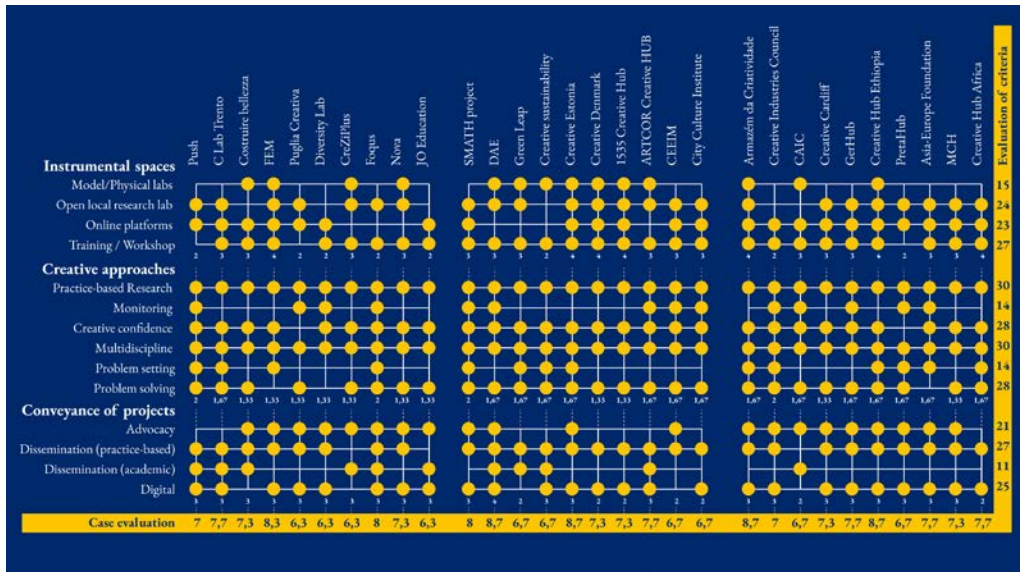 Push
C Lab Trento
Costruire bellezza
FEM
Puglia Creativa
Diversity Lab
CreZiPlus
Foqus
Nova
JO Education
SMATH project
DAE
Green Leap
Creative sustainability
Creative Estonia
Creative Denmark
1535 Creative Hub
ARTCOR Creative HUB
CEEIM
City Culture Institute
Armazém da Criatividade
Creative Industries Council
CAIC
Creative Cardiff
GerHub
Creative Hub Ethiopia
PretaHub
Asia-Europe Foundation
MCH
Creative Hub Africa
Evaluation of criteria
Instrumental spaces
Model/Physical labs 15
Open local research lab 24
Online platforms 23
Training / Workshop 27
Creative approaches
Practice-based Research 30
Monitoring 14
Creative confidence 28
Multidiscipline 30
Problem setting 14
Problem solving 28
Conveyance of projects
Advocacy 21
Dissemination (practice-based) 27
Dissemination (academic) 11
Digital 25
Case evaluation 7 7,7 7,3 8,3 6,3 6,3 6,3 8 7,3 6,3 8 8,7 6,7 6,7 8,7 7,3 7,3 7,7 6,7 6,7 8,7 7 6,7 7,3 7,7 8,7 6,7 7,7 7,3 7,7